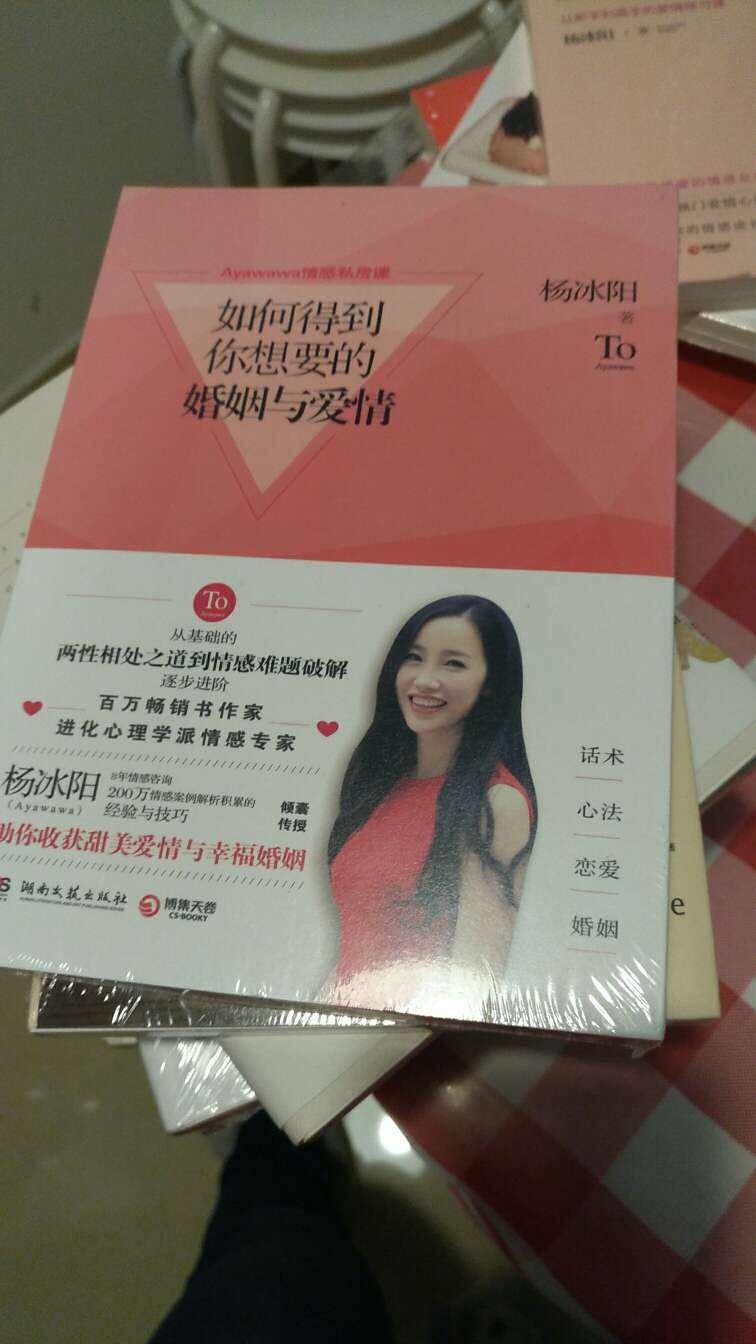 杨冰阳
Ayawawa情感私房课
如何得到
你想要的
婚姻与爱情
杨冰阳
著
To
Ayawawa
To
从基础的
两性相处之道到情感难题破解
逐步进阶
百万畅销书作家
进化心理学派情感专家
杨冰阳
(Ayawawa)
8年情感咨询
200万情感案例解析积累的
经验与技巧
倾囊
传授
助你收获甜美爱情与幸福婚姻
湖南文艺出版社
博集天卷
CS-BOOKY
话术
心法
恋爱
婚姻
e